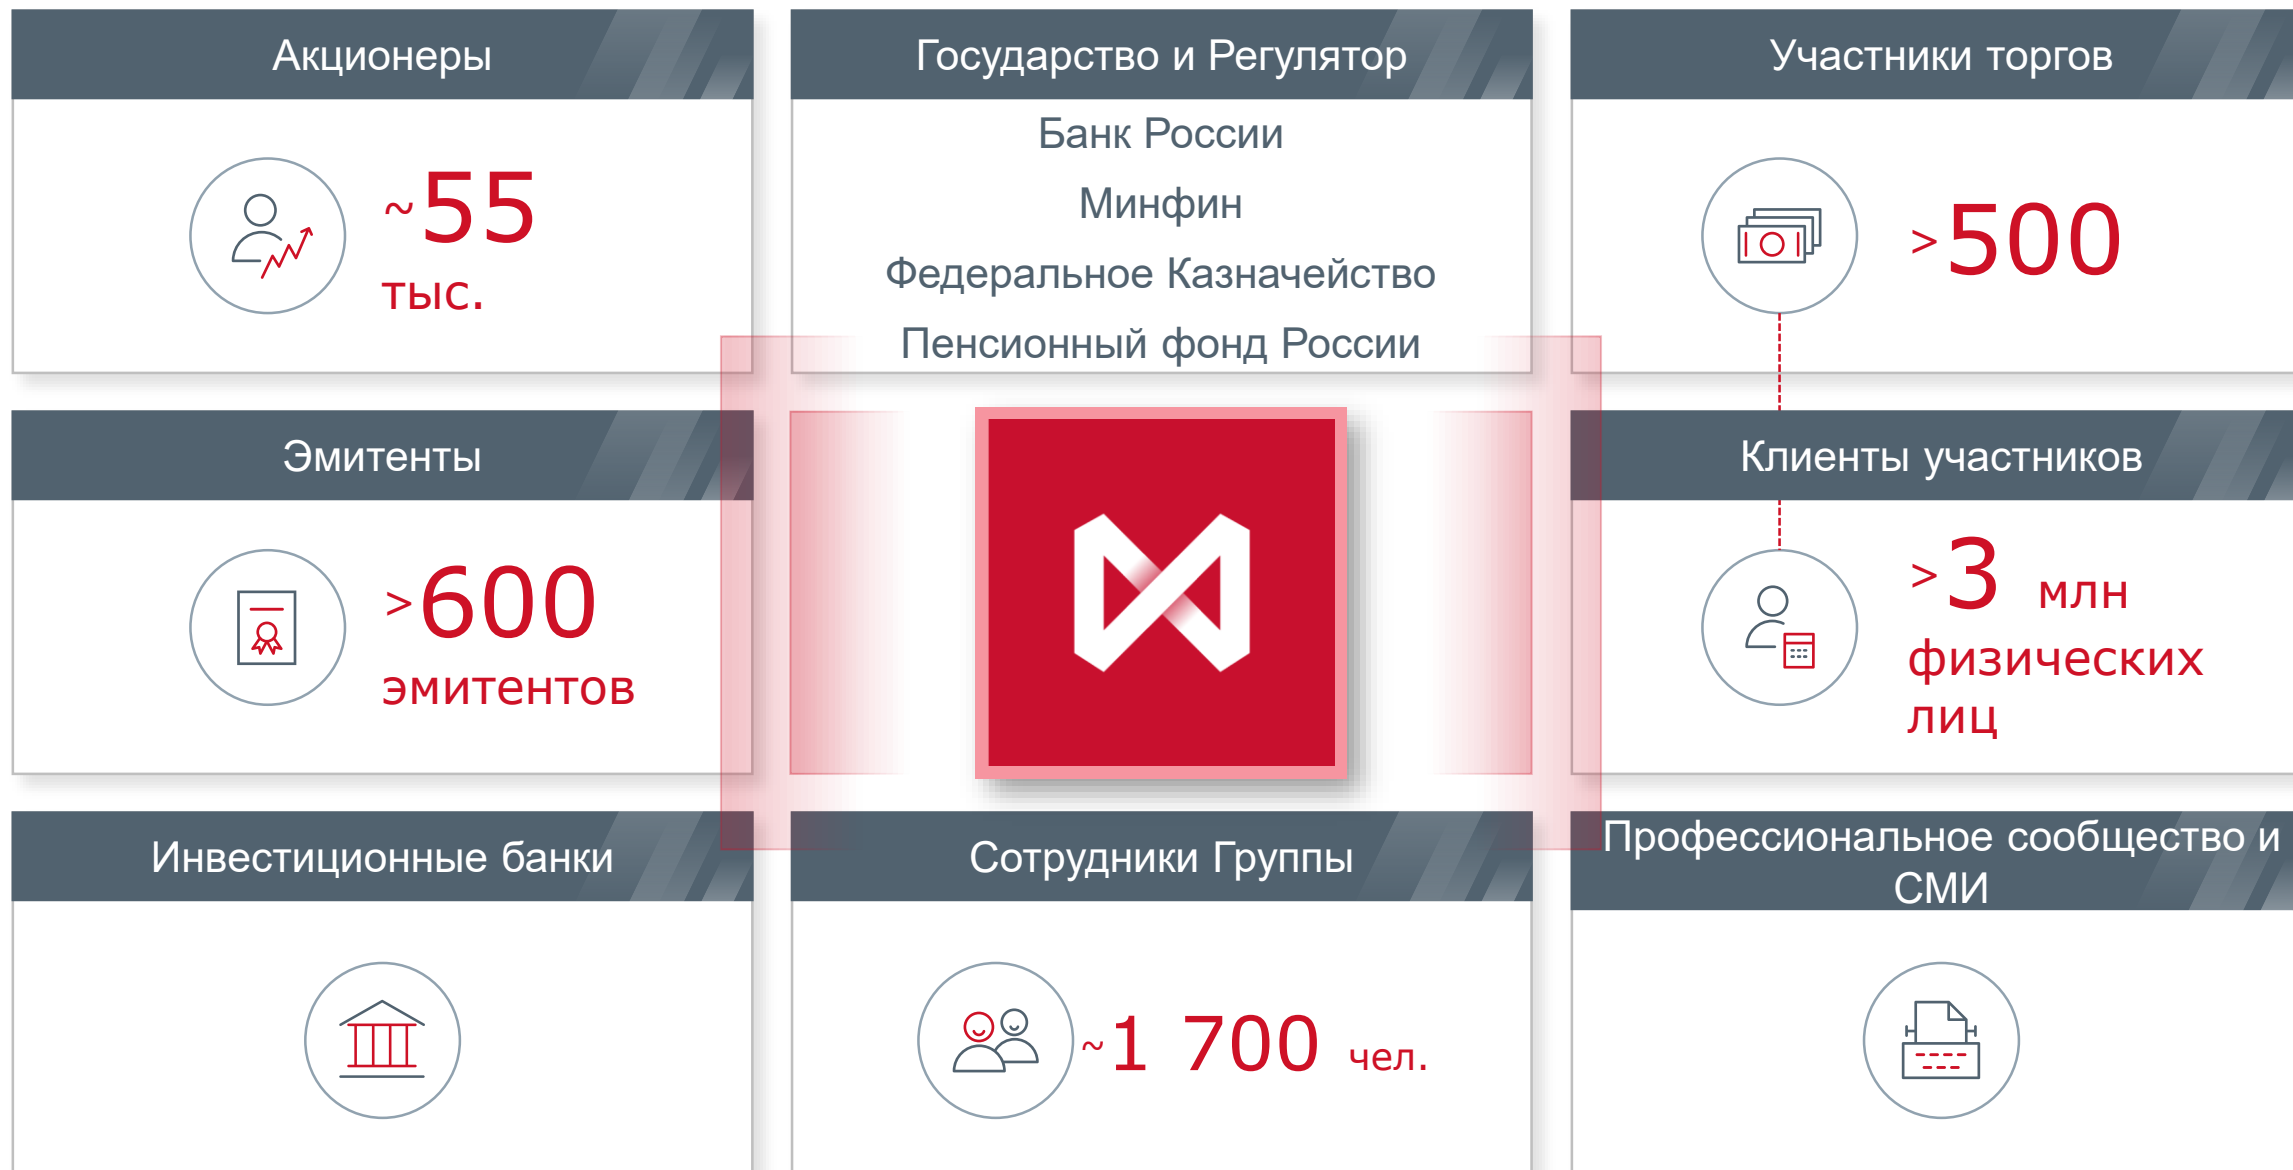 Акционеры
~55
тыс.
Государство и Регулятор
Банк России
Минфин
Федеральное Казначейство
Пенсионный фонд России
Участники торгов
>500
Эмитенты
>600
эмитентов
Клиенты участников
>3 млн
физических
лиц
Инвестиционные банки
Сотрудники Группы
~1 700 чел.
Профессиональное сообщество и
СМИ